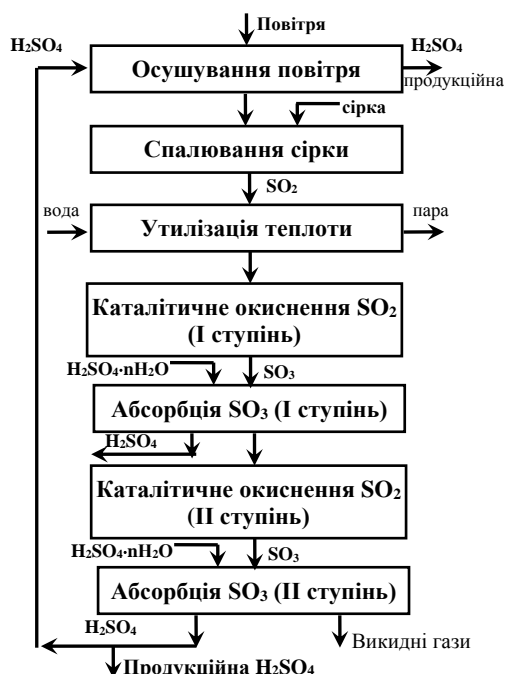 Повітря
H₂SO₄
H₂SO₄
Осушування повітря
продукційна
сірка
Спалювання сірки
SO₂
вода
пара
Утилізація теплоти
Каталітичне окиснення SO₂
(І ступінь)
H₂SO₄·nH₂O
SO₃
Абсорбція SO₃ (І ступінь)
H₂SO₄
Каталітичне окиснення SO₂
(ІІ ступінь)
H₂SO₄·nH₂O
SO₃
Абсорбція SO₃ (ІІ ступінь)
H₂SO₄
Викидні гази
Продукційна H₂SO₄